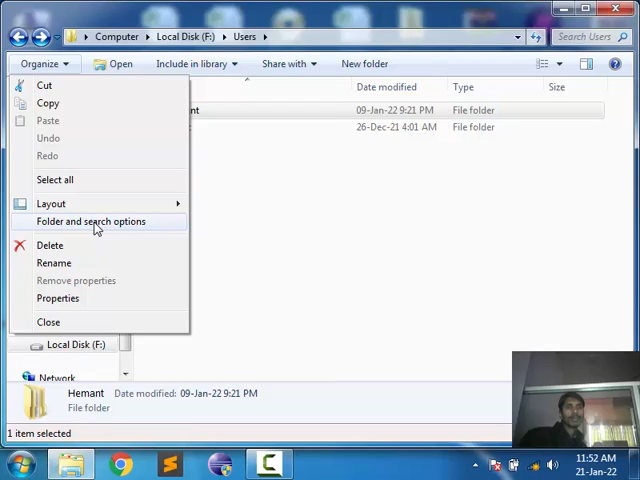 Computer
Local Disk (F:)
Users
Search Users
Organize
Open
Include in library
Share with
New folder
Date modified
Type
Size
09-Jan-22 9:21 PM
File folder
26-Dec-21 4:01 AM
File folder
Cut
Copy
Paste
Undo
Redo
Select all
Layout
Folder and search options
Delete
Rename
Remove properties
Properties
Close
Local Disk (F:)
Network
Hemant
Date modified: 09-Jan-22 9:21 PM
File folder
1 item selected
11:52 AM
21-Jan-22